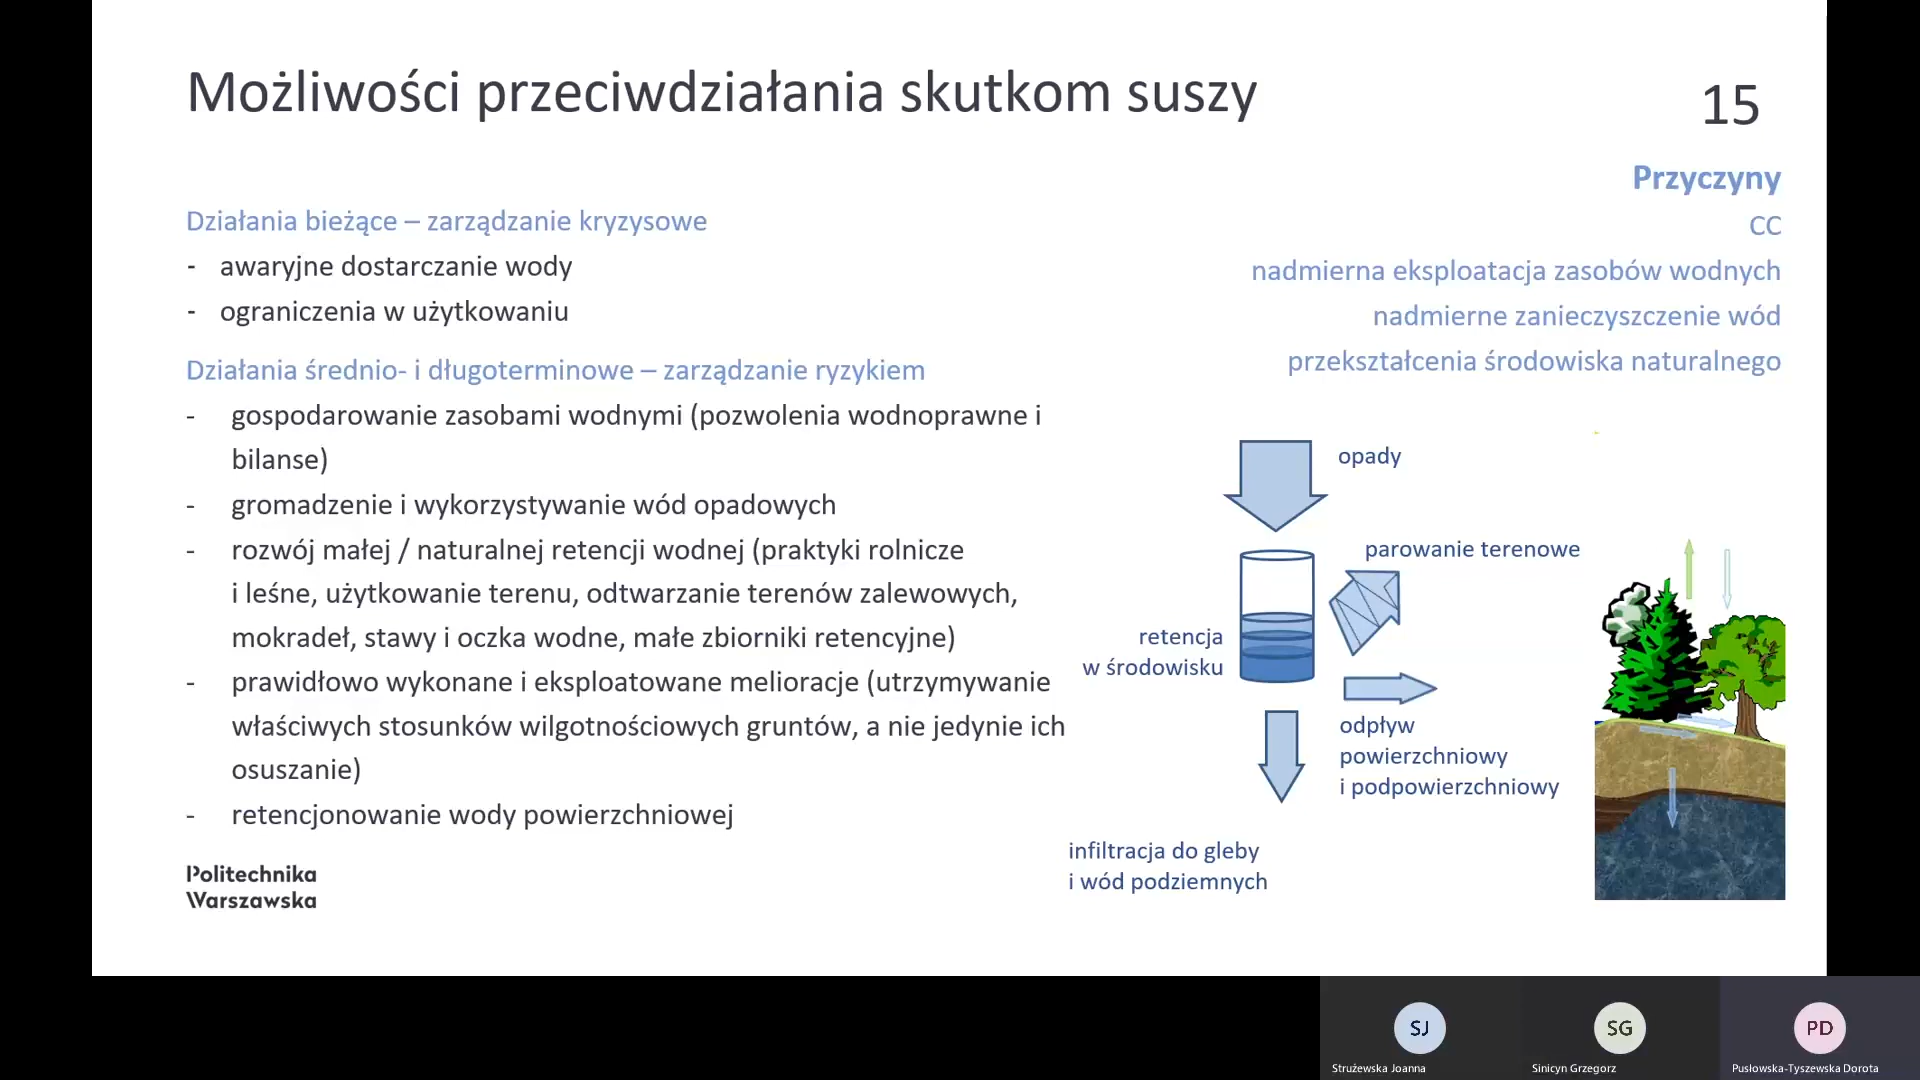 Możliwości przeciwdziałania skutkom suszy
15
Działania bieżące – zarządzanie kryzysowe
- awaryjne dostarczanie wody
- ograniczenia w użytkowaniu
Działania średnio- i długoterminowe – zarządzanie ryzykiem
- gospodarowanie zasobami wodnymi (pozwolenia wodnoprawne i
bilanse)
- gromadzenie i wykorzystywanie wód opadowych
- rozwój małej / naturalnej retencji wodnej (praktyki rolnicze
i leśne, użytkowanie terenu, odtwarzanie terenów zalewowych,
mokradeł, stawy i oczka wodne, małe zbiorniki retencyjne)
- prawidłowo wykonane i eksploatowane melioracje (utrzymywanie
właściwych stosunków wilgotnościowych gruntów, a nie jedynie ich
osuszanie)
- retencjonowanie wody powierzchniowej
Przyczyny
CC
nadmierna eksploatacja zasobów wodnych
nadmierne zanieczyszczenie wód
przekształcenia środowiska naturalnego
opady
parowanie terenowe
retencja
w środowisku
odpływ
powierzchniowy
i podpowierzchniowy
infiltracja do gleby
i wód podziemnych
Politechnika
Warszawska
SJ
Strużewska Joanna
SG
Sinicyn Grzegorz
PD
Pusłowska-Tyszewska Dorota